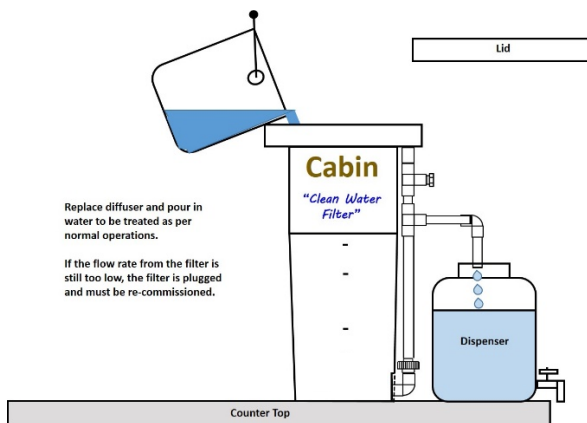 Lid
Cabin
“Clean Water
Filter”
Replace diffuser and pour in
water to be treated as per
normal operations.
If the flow rate from the filter is
still too low, the filter is plugged
and must be re-commissioned.
Dispenser
Counter Top